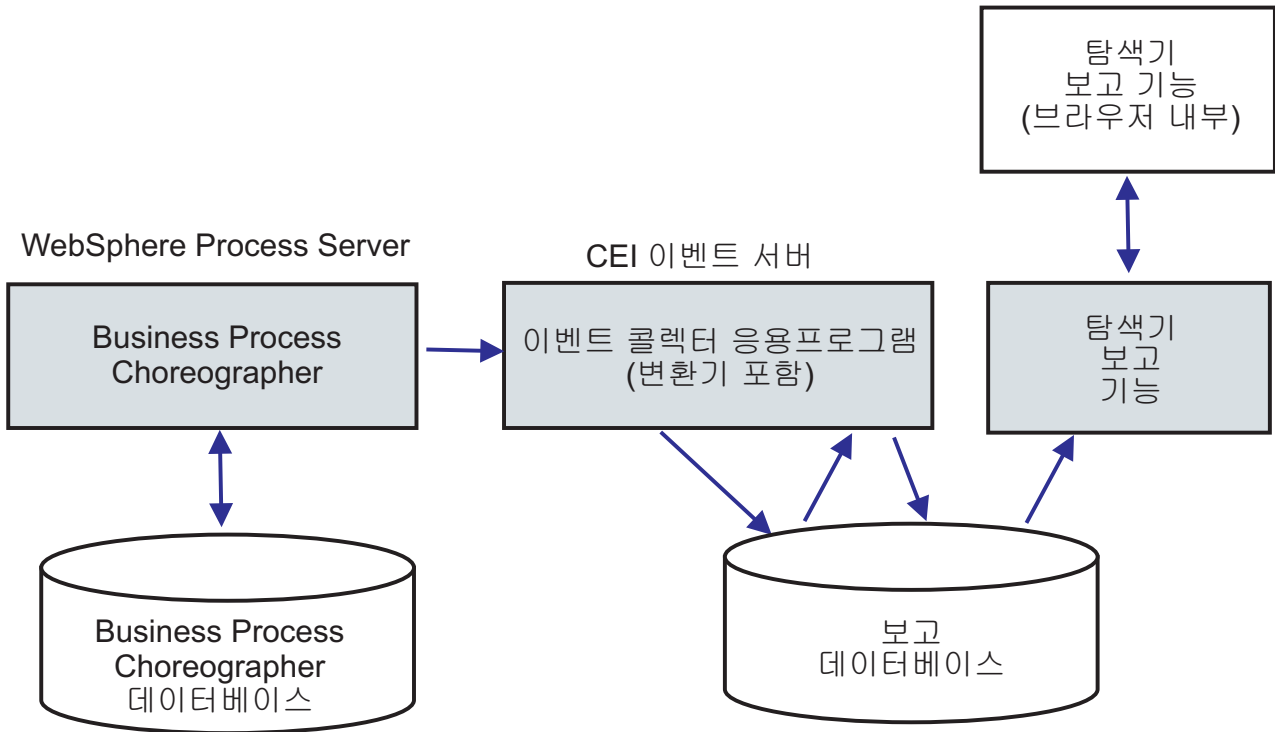 탐색기
보고 기능
(브라우저 내부)
WebSphere Process Server
CEI 이벤트 서버
Business Process
Choreographer
이벤트 콜렉터 응용프로그램
(변환기 포함)
탐색기
보고
기능
Business Process
Choreographer
데이터베이스
보고
데이터베이스